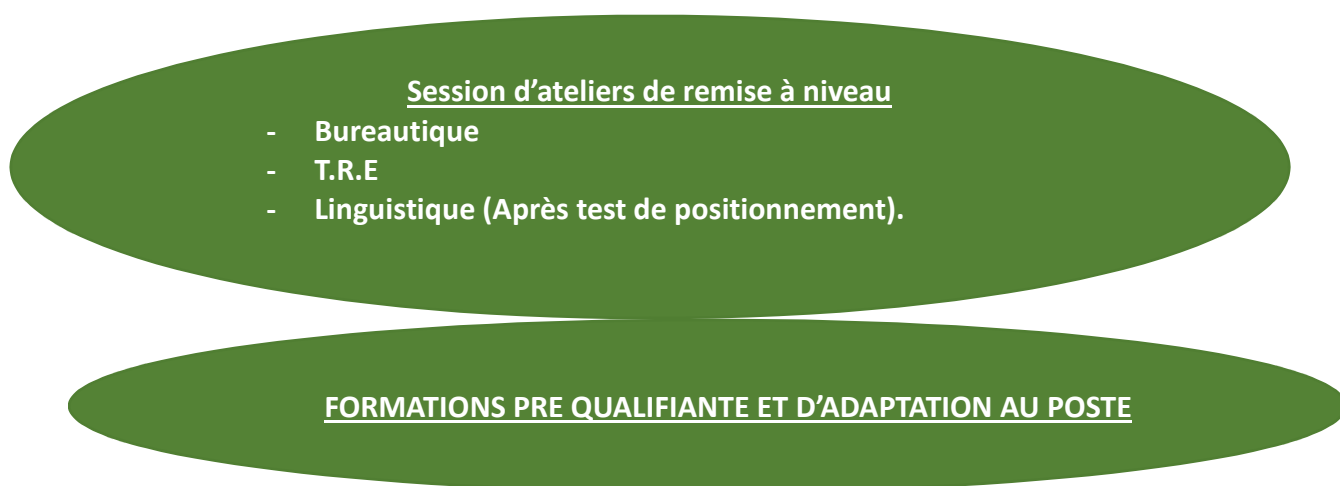 Session d’ateliers de remise à niveau
- Bureautique
- T.R.E
- Linguistique (Après test de positionnement).
FORMATIONS PRE QUALIFIANTE ET D’ADAPTATION AU POSTE